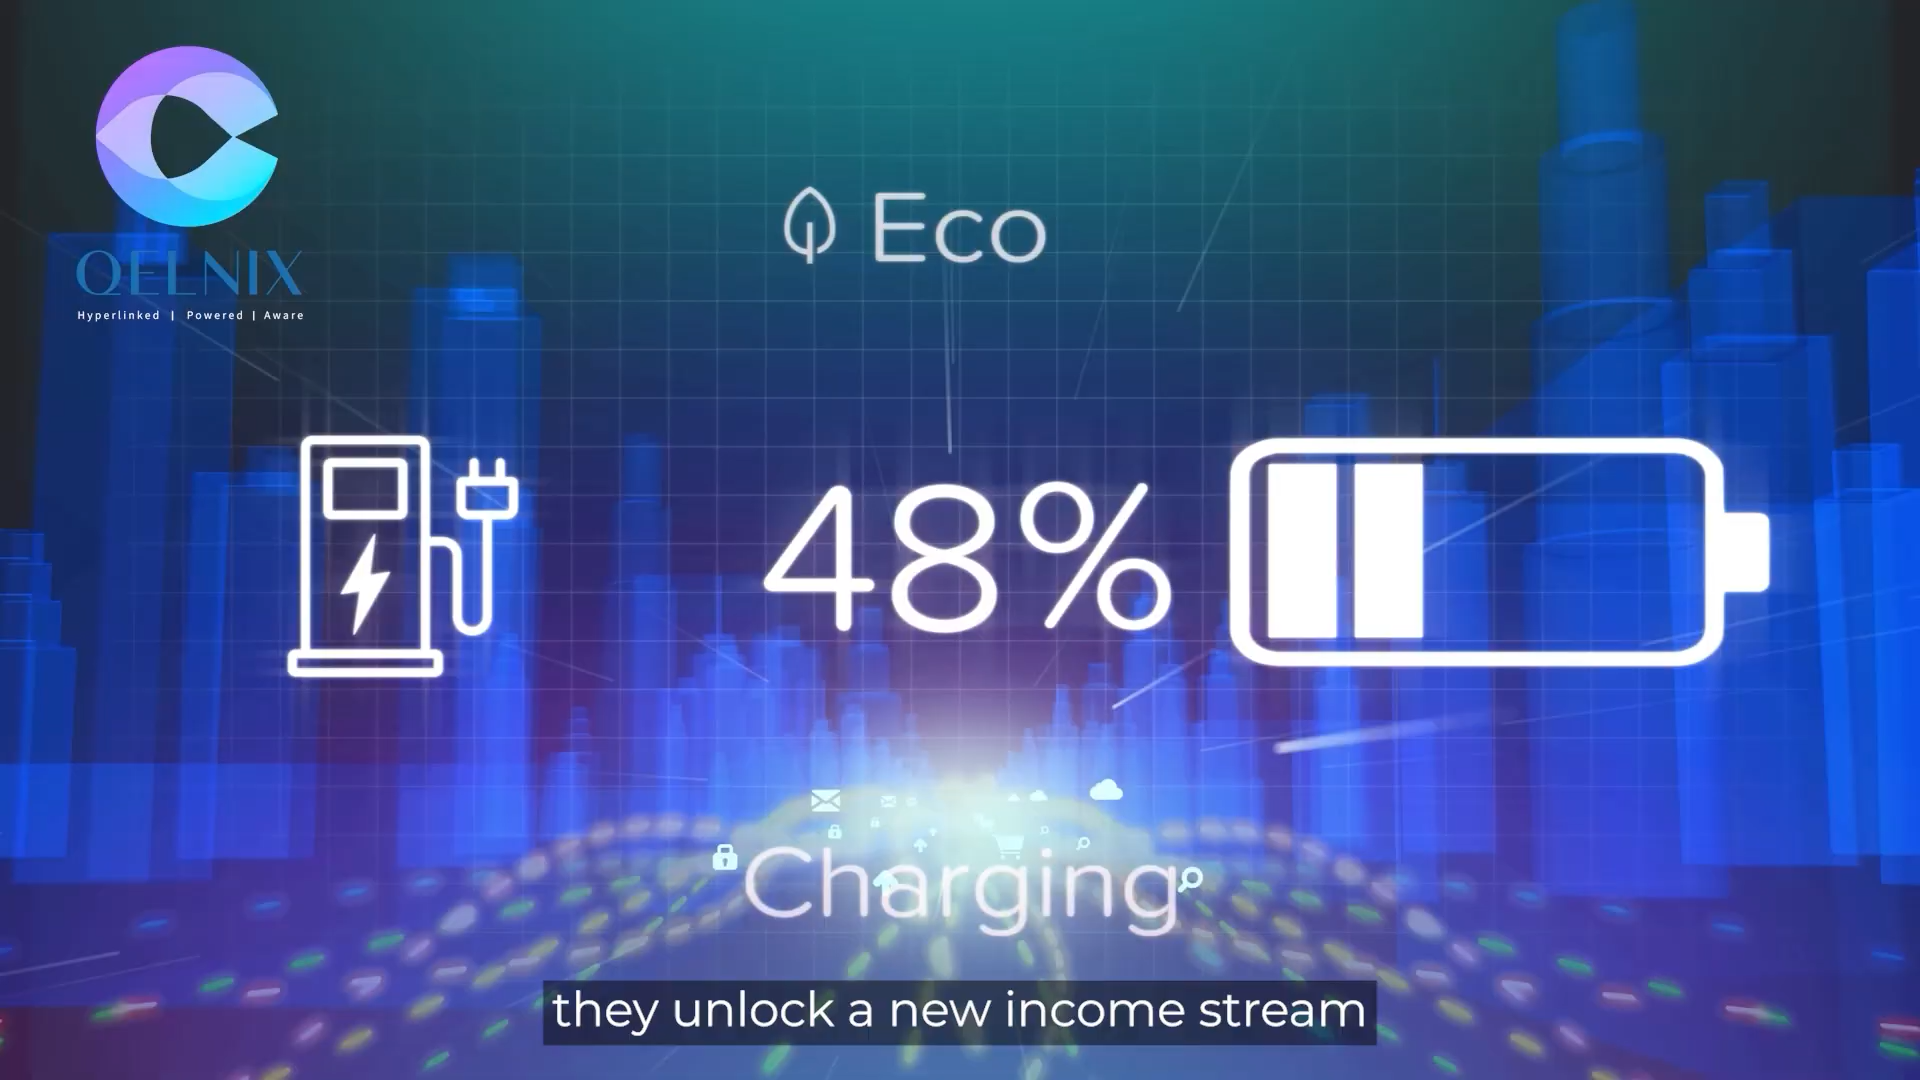 QELNIX
Hyperlinked | Powered | Aware
Eco
48%
Charging
they unlock a new income stream